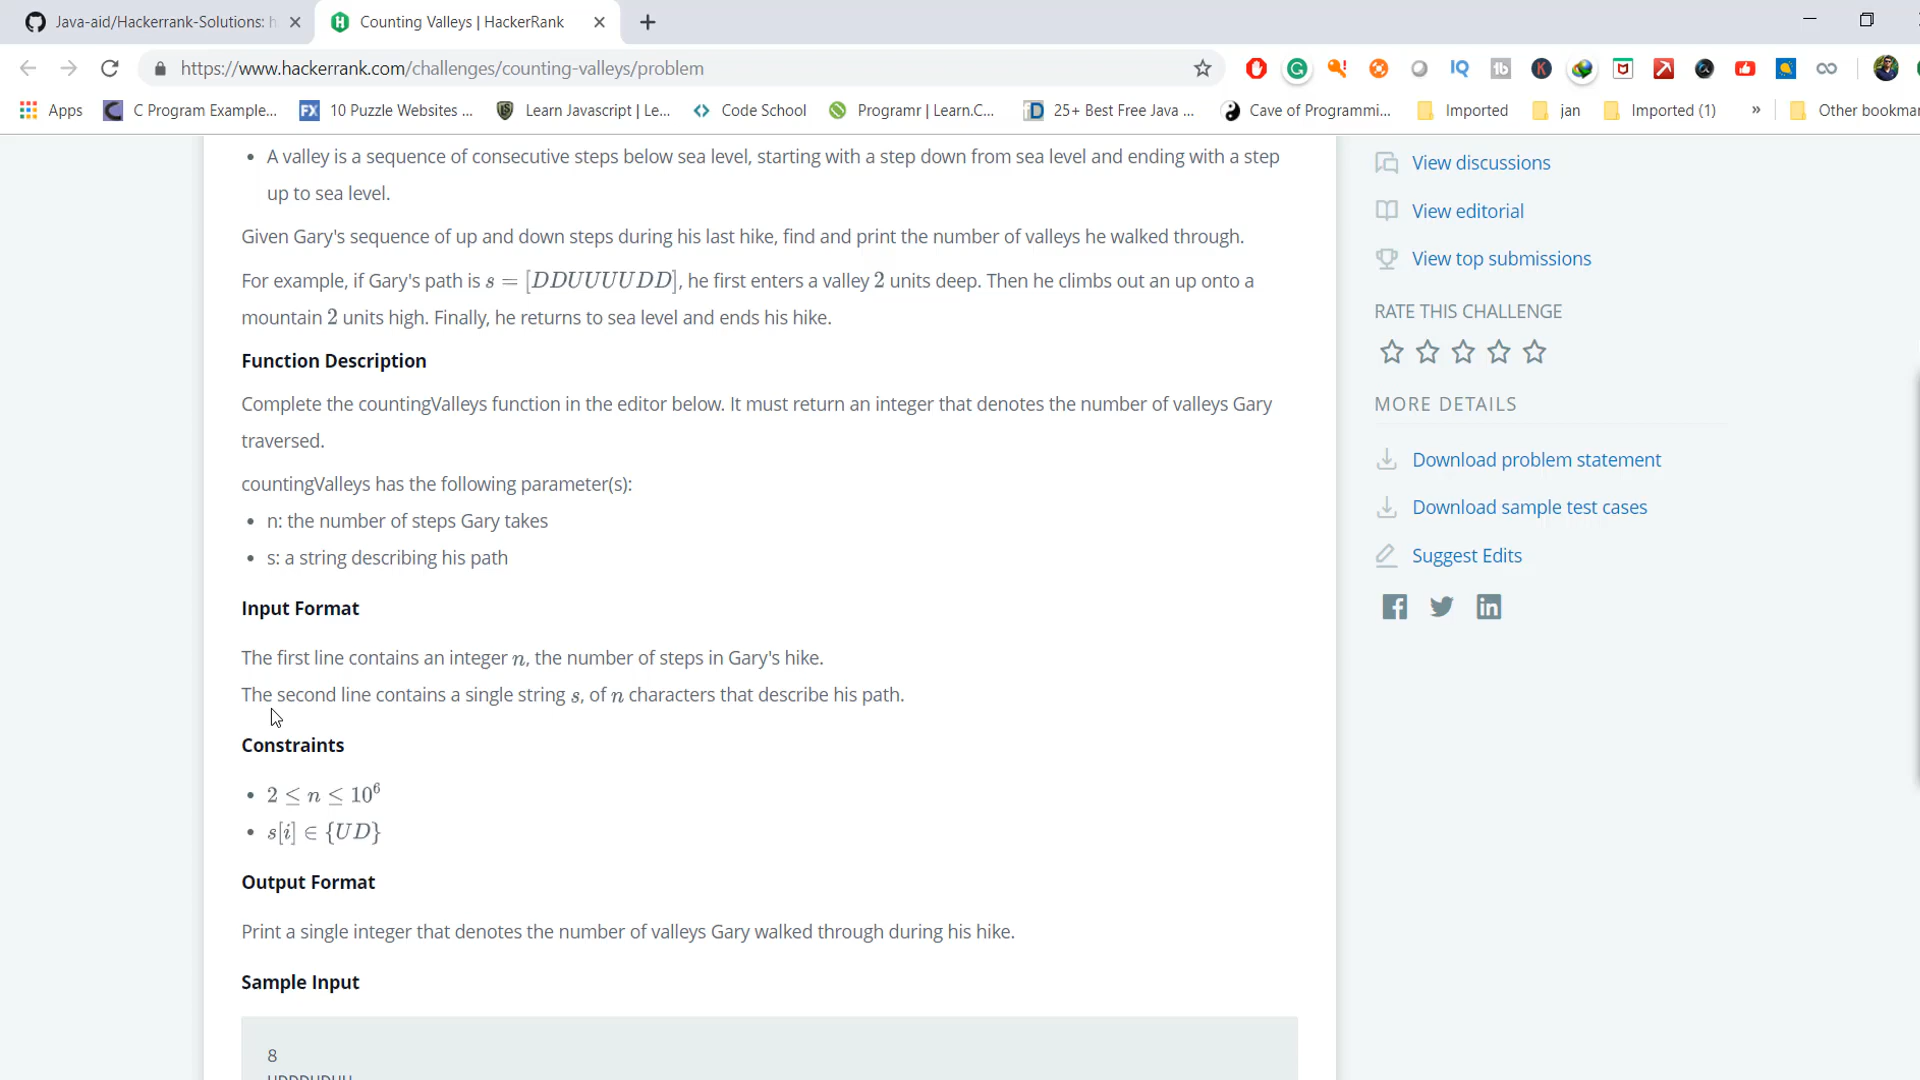 Java-aid/Hackerrank-Solutions: h
Counting Valleys | HackerRank
https://www.hackerrank.com/challenges/counting-valleys/problem
Apps
C Program Example...
10 Puzzle Websites ...
Learn Javascript | Le...
Code School
Programr | Learn.C...
25+ Best Free Java ...
Cave of Programmi...
Imported
jan
Imported (1)
»
Other bookmar
• A valley is a sequence of consecutive steps below sea level, starting with a step down from sea level and ending with a step
up to sea level.
Given Gary's sequence of up and down steps during his last hike, find and print the number of valleys he walked through.
For example, if Gary's path is s = [DDUUUUDD], he first enters a valley 2 units deep. Then he climbs out an up onto a
mountain 2 units high. Finally, he returns to sea level and ends his hike.
Function Description
Complete the countingValleys function in the editor below. It must return an integer that denotes the number of valleys Gary
traversed.
countingValleys has the following parameter(s):
• n: the number of steps Gary takes
• s: a string describing his path
Input Format
The first line contains an integer n, the number of steps in Gary's hike.
The second line contains a single string s, of n characters that describe his path.
Constraints
• 2 ≤ n ≤ 10⁶
• s[i] ∈ {UD}
Output Format
Print a single integer that denotes the number of valleys Gary walked through during his hike.
Sample Input
8
UDDDUDUU
View discussions
View editorial
View top submissions
RATE THIS CHALLENGE
MORE DETAILS
Download problem statement
Download sample test cases
Suggest Edits